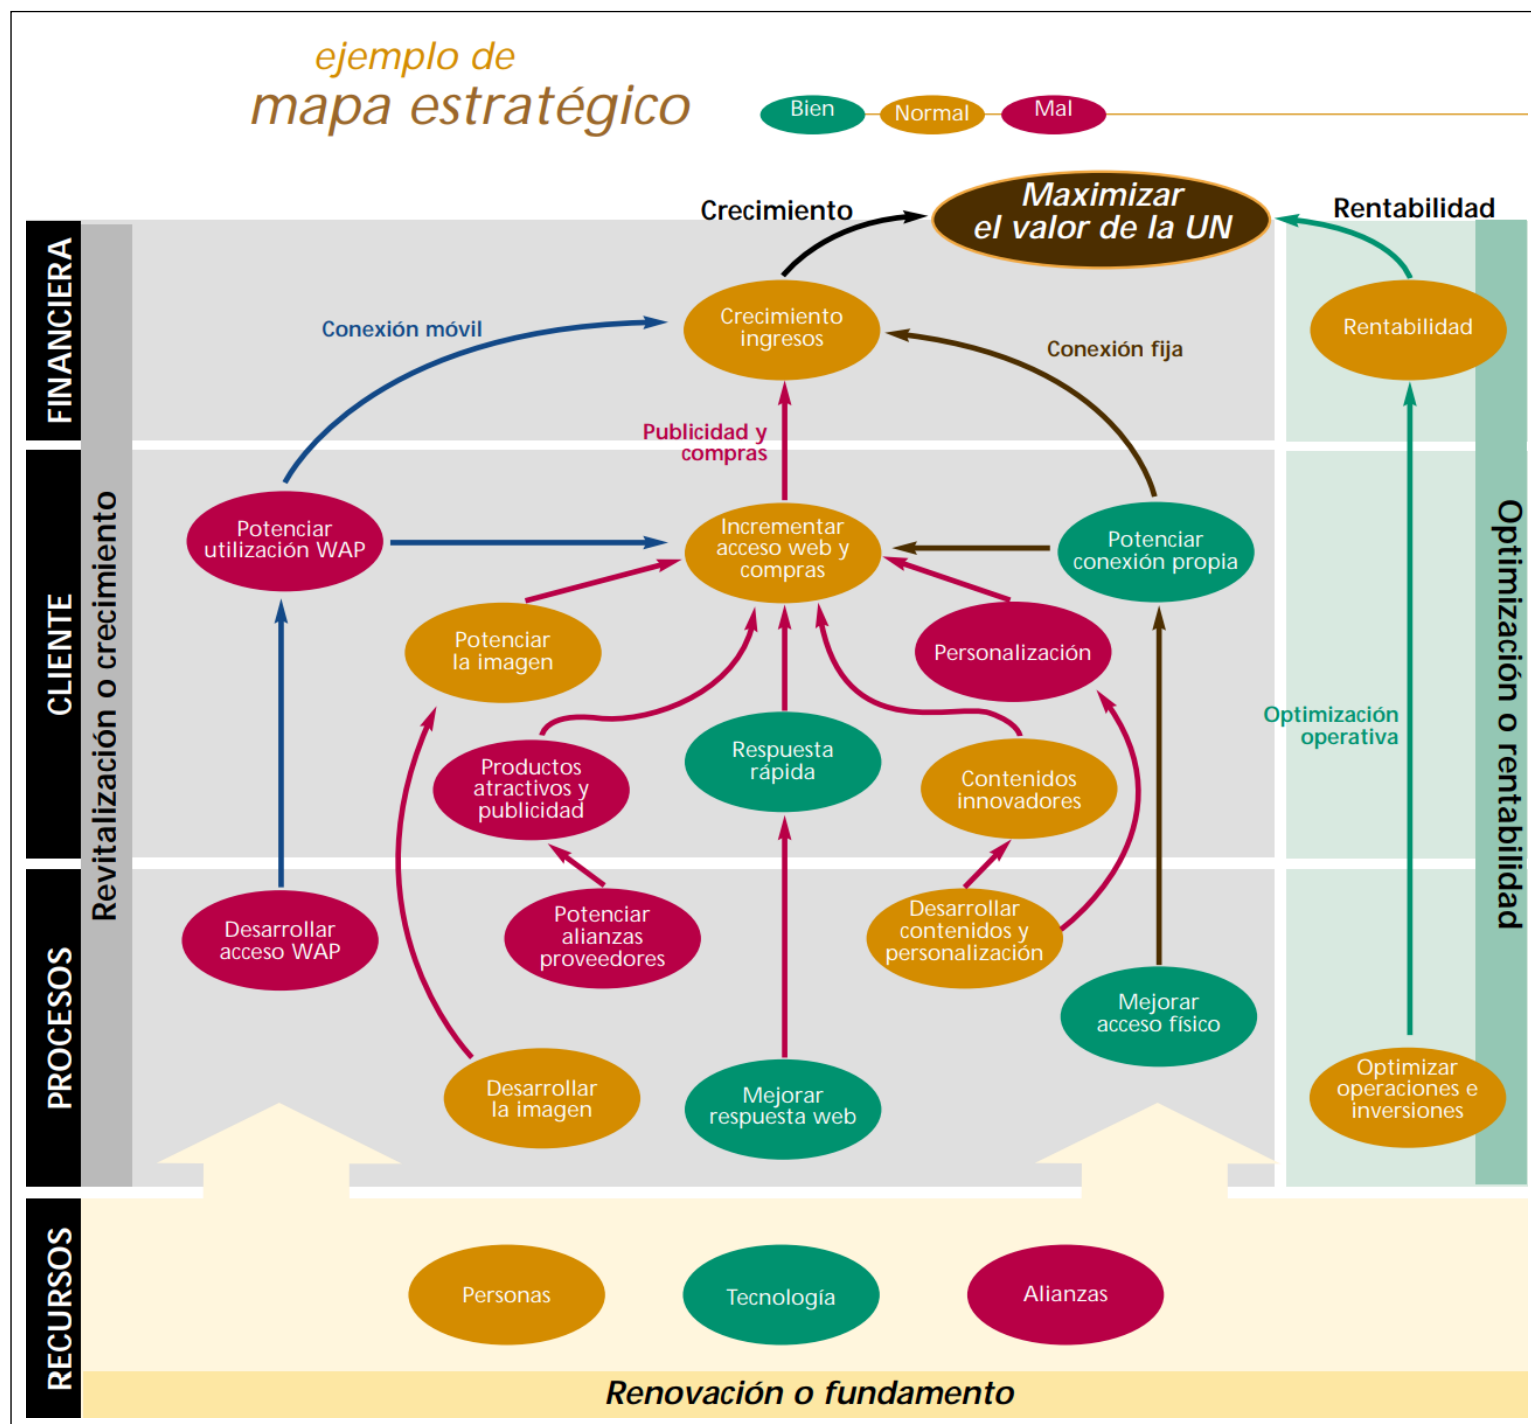 ejemplo de
mapa estratégico
Bien
Normal
Mal
Crecimiento
Maximizar
el valor de la UN
Rentabilidad
FINANCIERA
Conexión móvil
Crecimiento
ingresos
Conexión fija
Rentabilidad
Publicidad y
compras
Revitalización o crecimiento
Optimización o rentabilidad
CLIENTE
Potenciar
utilización WAP
Incrementar
acceso web y
compras
Potenciar
conexión propia
Potenciar
la imagen
Personalización
Optimización
operativa
Productos
atractivos y
publicidad
Respuesta
rápida
Contenidos
innovadores
PROCESOS
Desarrollar
acceso WAP
Potenciar
alianzas
proveedores
Desarrollar
contenidos y
personalización
Mejorar
acceso físico
Desarrollar
la imagen
Mejorar
respuesta web
Optimizar
operaciones e
inversiones
RECURSOS
Personas
Tecnología
Alianzas
Renovación o fundamento